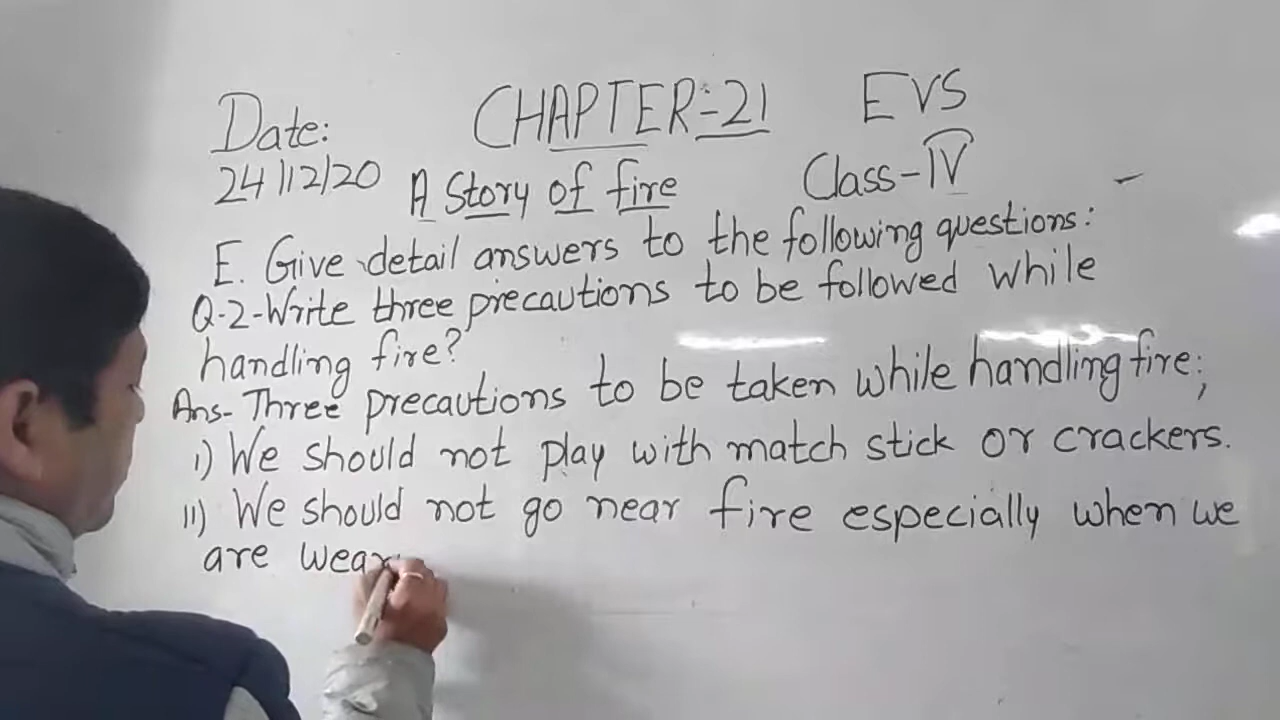 Date: CHAPTER:-21 EVS
24/12/20 A Story of fire Class-IV
E. Give detail answers to the following questions:
Q-2-Write three precautions to be followed while
handling fire?
Ans- Three precautions to be taken while handling fire;
i) We should not play with match stick or crackers.
ii) We should not go near fire especially when we
are wear